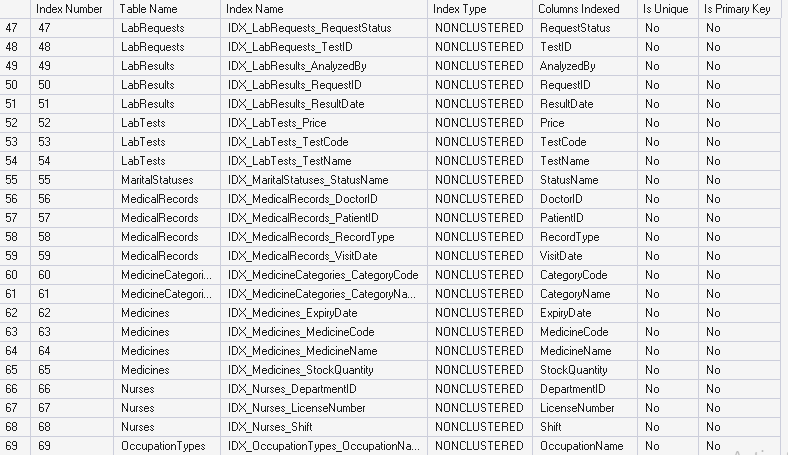 Index Number Table Name Index Name Index Type Columns Indexed Is Unique Is Primary Key
47 47 LabRequests IDX_LabRequests_RequestStatus NONCLUSTERED RequestStatus No No
48 48 LabRequests IDX_LabRequests_TestID NONCLUSTERED TestID No No
49 49 LabResults IDX_LabResults_AnalyzedBy NONCLUSTERED AnalyzedBy No No
50 50 LabResults IDX_LabResults_RequestID NONCLUSTERED RequestID No No
51 51 LabResults IDX_LabResults_ResultDate NONCLUSTERED ResultDate No No
52 52 LabTests IDX_LabTests_Price NONCLUSTERED Price No No
53 53 LabTests IDX_LabTests_TestCode NONCLUSTERED TestCode No No
54 54 LabTests IDX_LabTests_TestName NONCLUSTERED TestName No No
55 55 MaritalStatuses IDX_MaritalStatuses_StatusName NONCLUSTERED StatusName No No
56 56 MedicalRecords IDX_MedicalRecords_DoctorID NONCLUSTERED DoctorID No No
57 57 MedicalRecords IDX_MedicalRecords_PatientID NONCLUSTERED PatientID No No
58 58 MedicalRecords IDX_MedicalRecords_RecordType NONCLUSTERED RecordType No No
59 59 MedicalRecords IDX_MedicalRecords_VisitDate NONCLUSTERED VisitDate No No
60 60 MedicineCategori... IDX_MedicineCategories_CategoryCode NONCLUSTERED CategoryCode No No
61 61 MedicineCategori... IDX_MedicineCategories_CategoryNa... NONCLUSTERED CategoryName No No
62 62 Medicines IDX_Medicines_ExpiryDate NONCLUSTERED ExpiryDate No No
63 63 Medicines IDX_Medicines_MedicineCode NONCLUSTERED MedicineCode No No
64 64 Medicines IDX_Medicines_MedicineName NONCLUSTERED MedicineName No No
65 65 Medicines IDX_Medicines_StockQuantity NONCLUSTERED StockQuantity No No
66 66 Nurses IDX_Nurses_DepartmentID NONCLUSTERED DepartmentID No No
67 67 Nurses IDX_Nurses_LicenseNumber NONCLUSTERED LicenseNumber No No
68 68 Nurses IDX_Nurses_Shift NONCLUSTERED Shift No No
69 69 OccupationTypes IDX_OccupationTypes_OccupationNa... NONCLUSTERED OccupationName No No